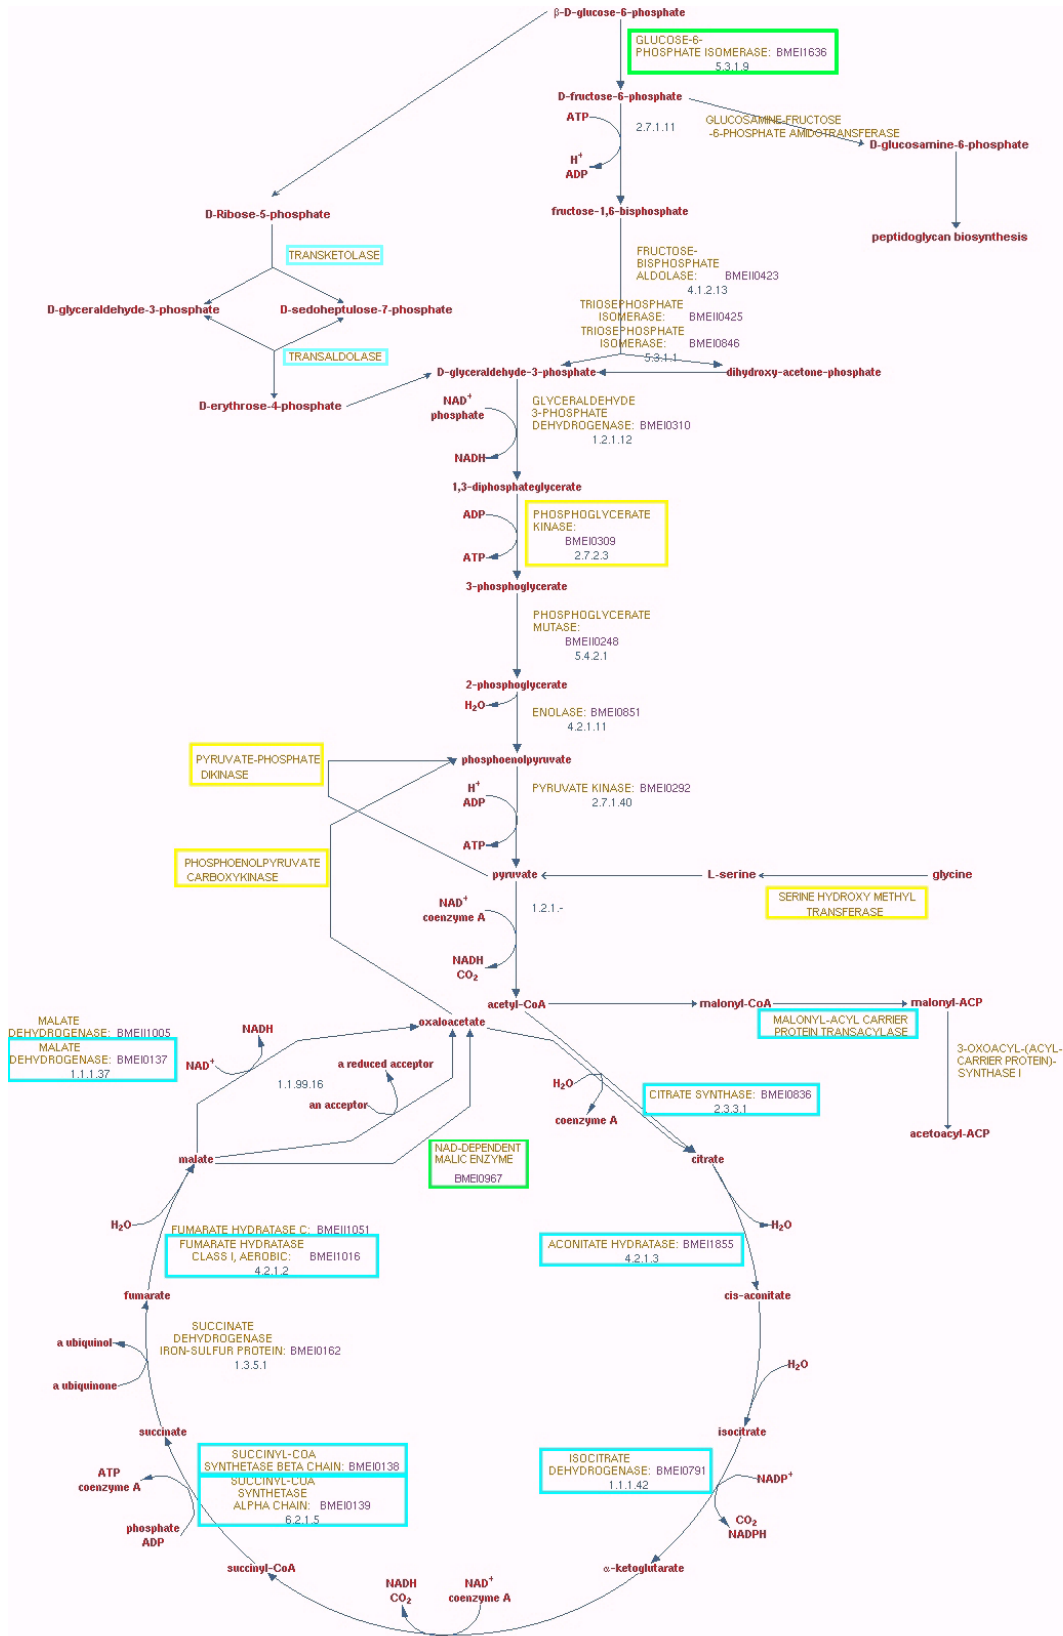 β-D-glucose-6-phosphate
GLUCOSE-6-
PHOSPHATE ISOMERASE: BMEI1636
5.3.1.9
D-fructose-6-phosphate
ATP
2.7.1.11
GLUCOSAMINE-FRUCTOSE
-6-PHOSPHATE AMIDOTRANSFERASE
D-glucosamine-6-phosphate
H+
ADP
D-Ribose-5-phosphate
fructose-1,6-bisphosphate
peptidoglycan biosynthesis
TRANSKETOLASE
FRUCTOSE-
BISPHOSPHATE
ALDOLASE: BMEII0423
4.1.2.13
D-glyceraldehyde-3-phosphate
D-sedoheptulose-7-phosphate
TRIOSEPHOSPHATE
ISOMERASE: BMEII0425
TRIOSEPHOSPHATE
ISOMERASE: BMEI0846
5.3.1.1
TRANSALDOLASE
D-glyceraldehyde-3-phosphate
dihydroxy-acetone-phosphate
D-erythrose-4-phosphate
NAD+
phosphate
GLYCERALDEHYDE
3-PHOSPHATE
DEHYDROGENASE: BMEI0310
1.2.1.12
NADH
1,3-diphosphateglycerate
ADP
PHOSPHOGLYCERATE
KINASE:
BMEI0309
2.7.2.3
ATP
3-phosphoglycerate
PHOSPHOGLYCERATE
MUTASE:
BMEII0248
5.4.2.1
2-phosphoglycerate
H2O
ENOLASE: BMEI0851
4.2.1.11
PYRUVATE-PHOSPHATE
DIKINASE
phosphoenolpyruvate
H+
ADP
PYRUVATE KINASE: BMEI0292
2.7.1.40
ATP
PHOSPHOENOLPYRUVATE
CARBOXYKINASE
pyruvate
L-serine
glycine
SERINE HYDROXY METHYL
TRANSFERASE
NAD+
coenzyme A
1.2.1.-
NADH
CO2
acetyl-CoA
malonyl-CoA
malonyl-ACP
MALONYL-ACYL CARRIER
PROTEIN TRANSACYLASE
oxaloacetate
MALATE
DEHYDROGENASE: BMEII1005
MALATE
DEHYDROGENASE: BMEI0137
1.1.1.37
NADH
NAD+
a reduced acceptor
1.1.99.16
an acceptor
3-OXOACYL-(ACYL-
CARRIER PROTEIN)-
SYNTHASE I
H2O
coenzyme A
CITRATE SYNTHASE: BMEI0836
2.3.3.1
acetoacyl-ACP
NAD-DEPENDENT
MALIC ENZYME
BMEI0967
malate
citrate
H2O
FUMARATE HYDRATASE C: BMEII1051
FUMARATE HYDRATASE
CLASS I, AEROBIC: BMEI1016
4.2.1.2
H2O
ACONITATE HYDRATASE: BMEI1855
4.2.1.3
fumarate
cis-aconitate
SUCCINATE
DEHYDROGENASE
IRON-SULFUR PROTEIN: BMEI0162
1.3.5.1
a ubiquinol
a ubiquinone
H2O
succinate
isocitrate
SUCCINYL-COA
SYNTHETASE BETA CHAIN: BMEI0138
SUCCINYL-COA
SYNTHETASE
ALPHA CHAIN: BMEI0139
6.2.1.5
ISOCITRATE
DEHYDROGENASE: BMEI0791
1.1.1.42
ATP
coenzyme A
NADP+
phosphate
ADP
CO2
NADPH
succinyl-CoA
α-ketoglutarate
NADH
CO2
NAD+
coenzyme A